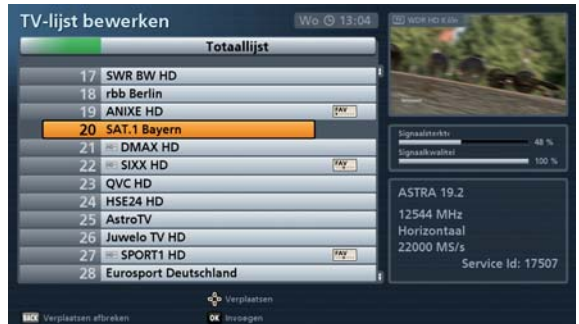 TV-lijst bewerken
Wo 13:04
Totaallijst
17 SWR BW HD
18 rbb Berlin
19 ANIXE HD FAV
20 SAT.1 Bayern
21 DMAX HD
22 SIXX HD FAV
23 QVC HD
24 HSE24 HD
25 AstroTV
26 Juwelo TV HD
27 SPORT1 HD FAV
28 Eurosport Deutschland
Verplaatsen
BACK Verplaatsen afbreken
OK Invoegen
WDR HD Köln
Signaalsterkte
48 %
Signaalkwaliteit
100 %
ASTRA 19.2
12544 MHz
Horizontaal
22000 MS/s
Service Id: 17507